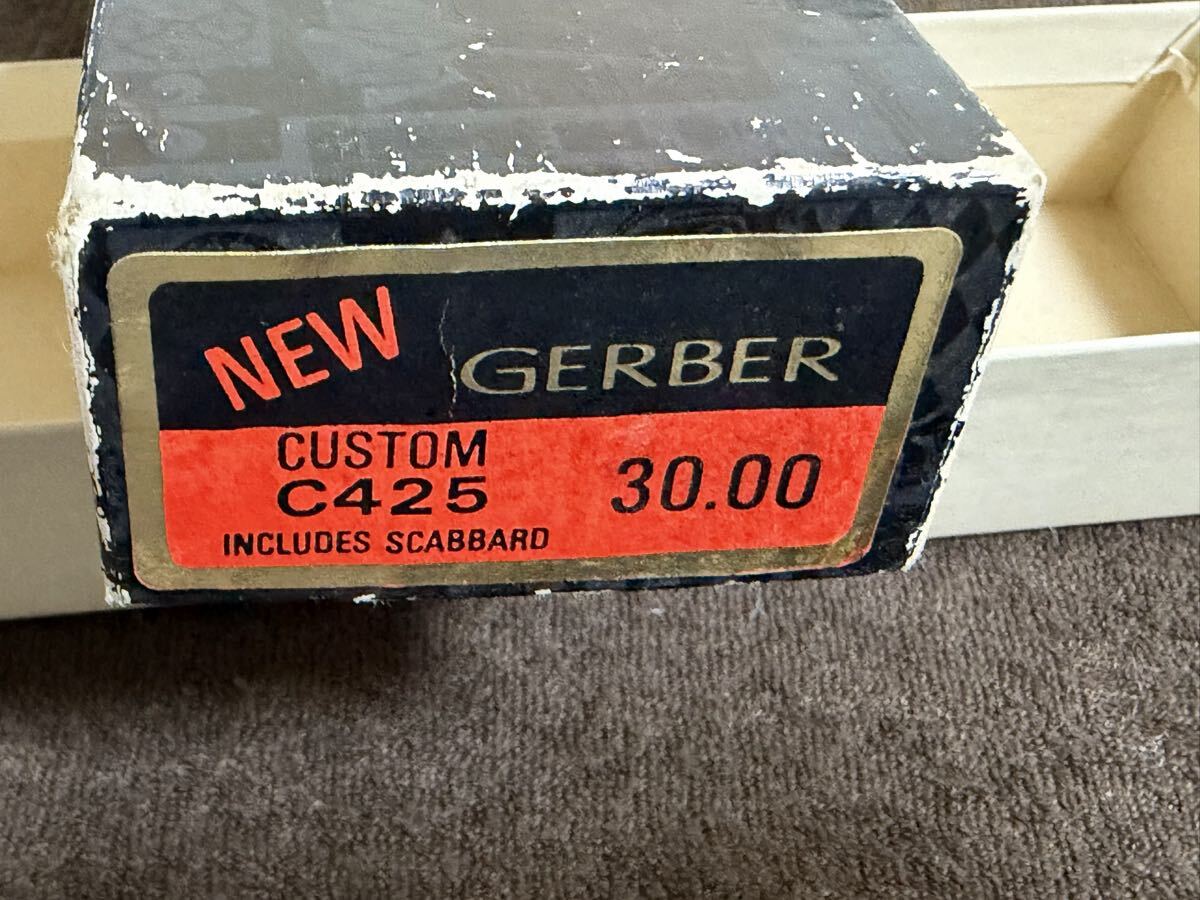 NEW GERBER
CUSTOM
C425 30.00
INCLUDES SCABBARD